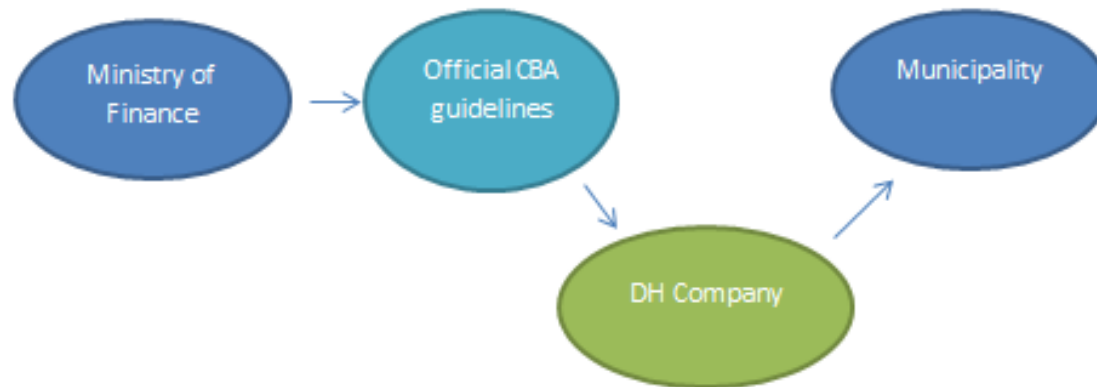 Ministry of
Finance
Official CBA
guidelines
Municipality
DH Company